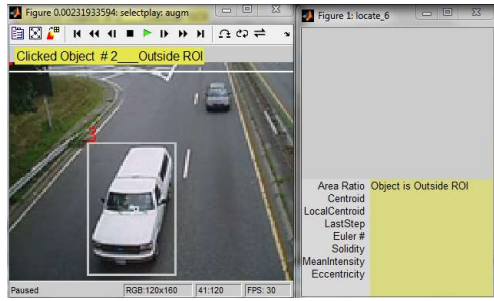 Figure 0.00231933594: selectplay: augm
Clicked Object # 2___Outside ROI
3
Paused
RGB:120x160
41:120
FPS: 30
Figure 1: locate_6
Area Ratio Object is Outside ROI
Centroid
LocalCentroid
LastStep
Euler #
Solidity
MeanIntensity
Eccentricity